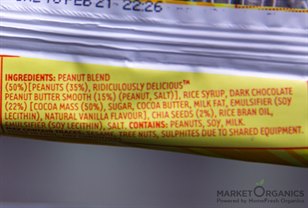 16 FEB 21-22:26
INGREDIENTS: PEANUT BLEND
(50%)[PEANUTS (35%), RIDICULOUSLY DELICIOUS™
PEANUT BUTTER SMOOTH (15%) (PEANUT, SALT)], RICE SYRUP, DARK CHOCOLATE
(22%) [COCOA MASS (50%), SUGAR, COCOA BUTTER, MILK FAT, EMULSIFIER (SOY
LECITHIN), NATURAL VANILLA FLAVOUR], CHIA SEEDS (2%), RICE BRAN OIL,
EMULSIFIER (SOY LECITHIN), SALT. CONTAINS: PEANUTS, SOY, MILK.
TREE NUTS, SULPHITES DUE TO SHARED EQUIPMENT.
MARKET ORGANICS
Powered by HomeFresh Organics